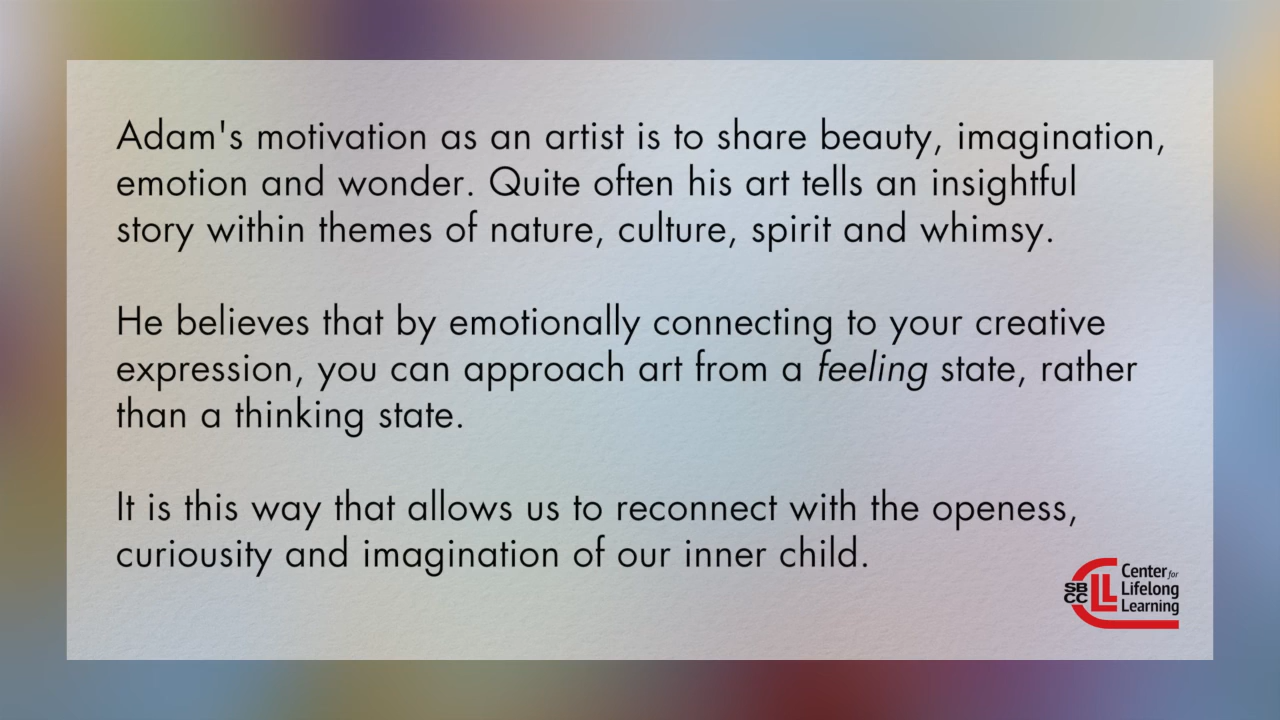 Adam's motivation as an artist is to share beauty, imagination,
emotion and wonder. Quite often his art tells an insightful
story within themes of nature, culture, spirit and whimsy.
He believes that by emotionally connecting to your creative
expression, you can approach art from a feeling state, rather
than a thinking state.
It is this way that allows us to reconnect with the openess,
curiousity and imagination of our inner child.
SB
CC
LL
Center for
Lifelong
Learning